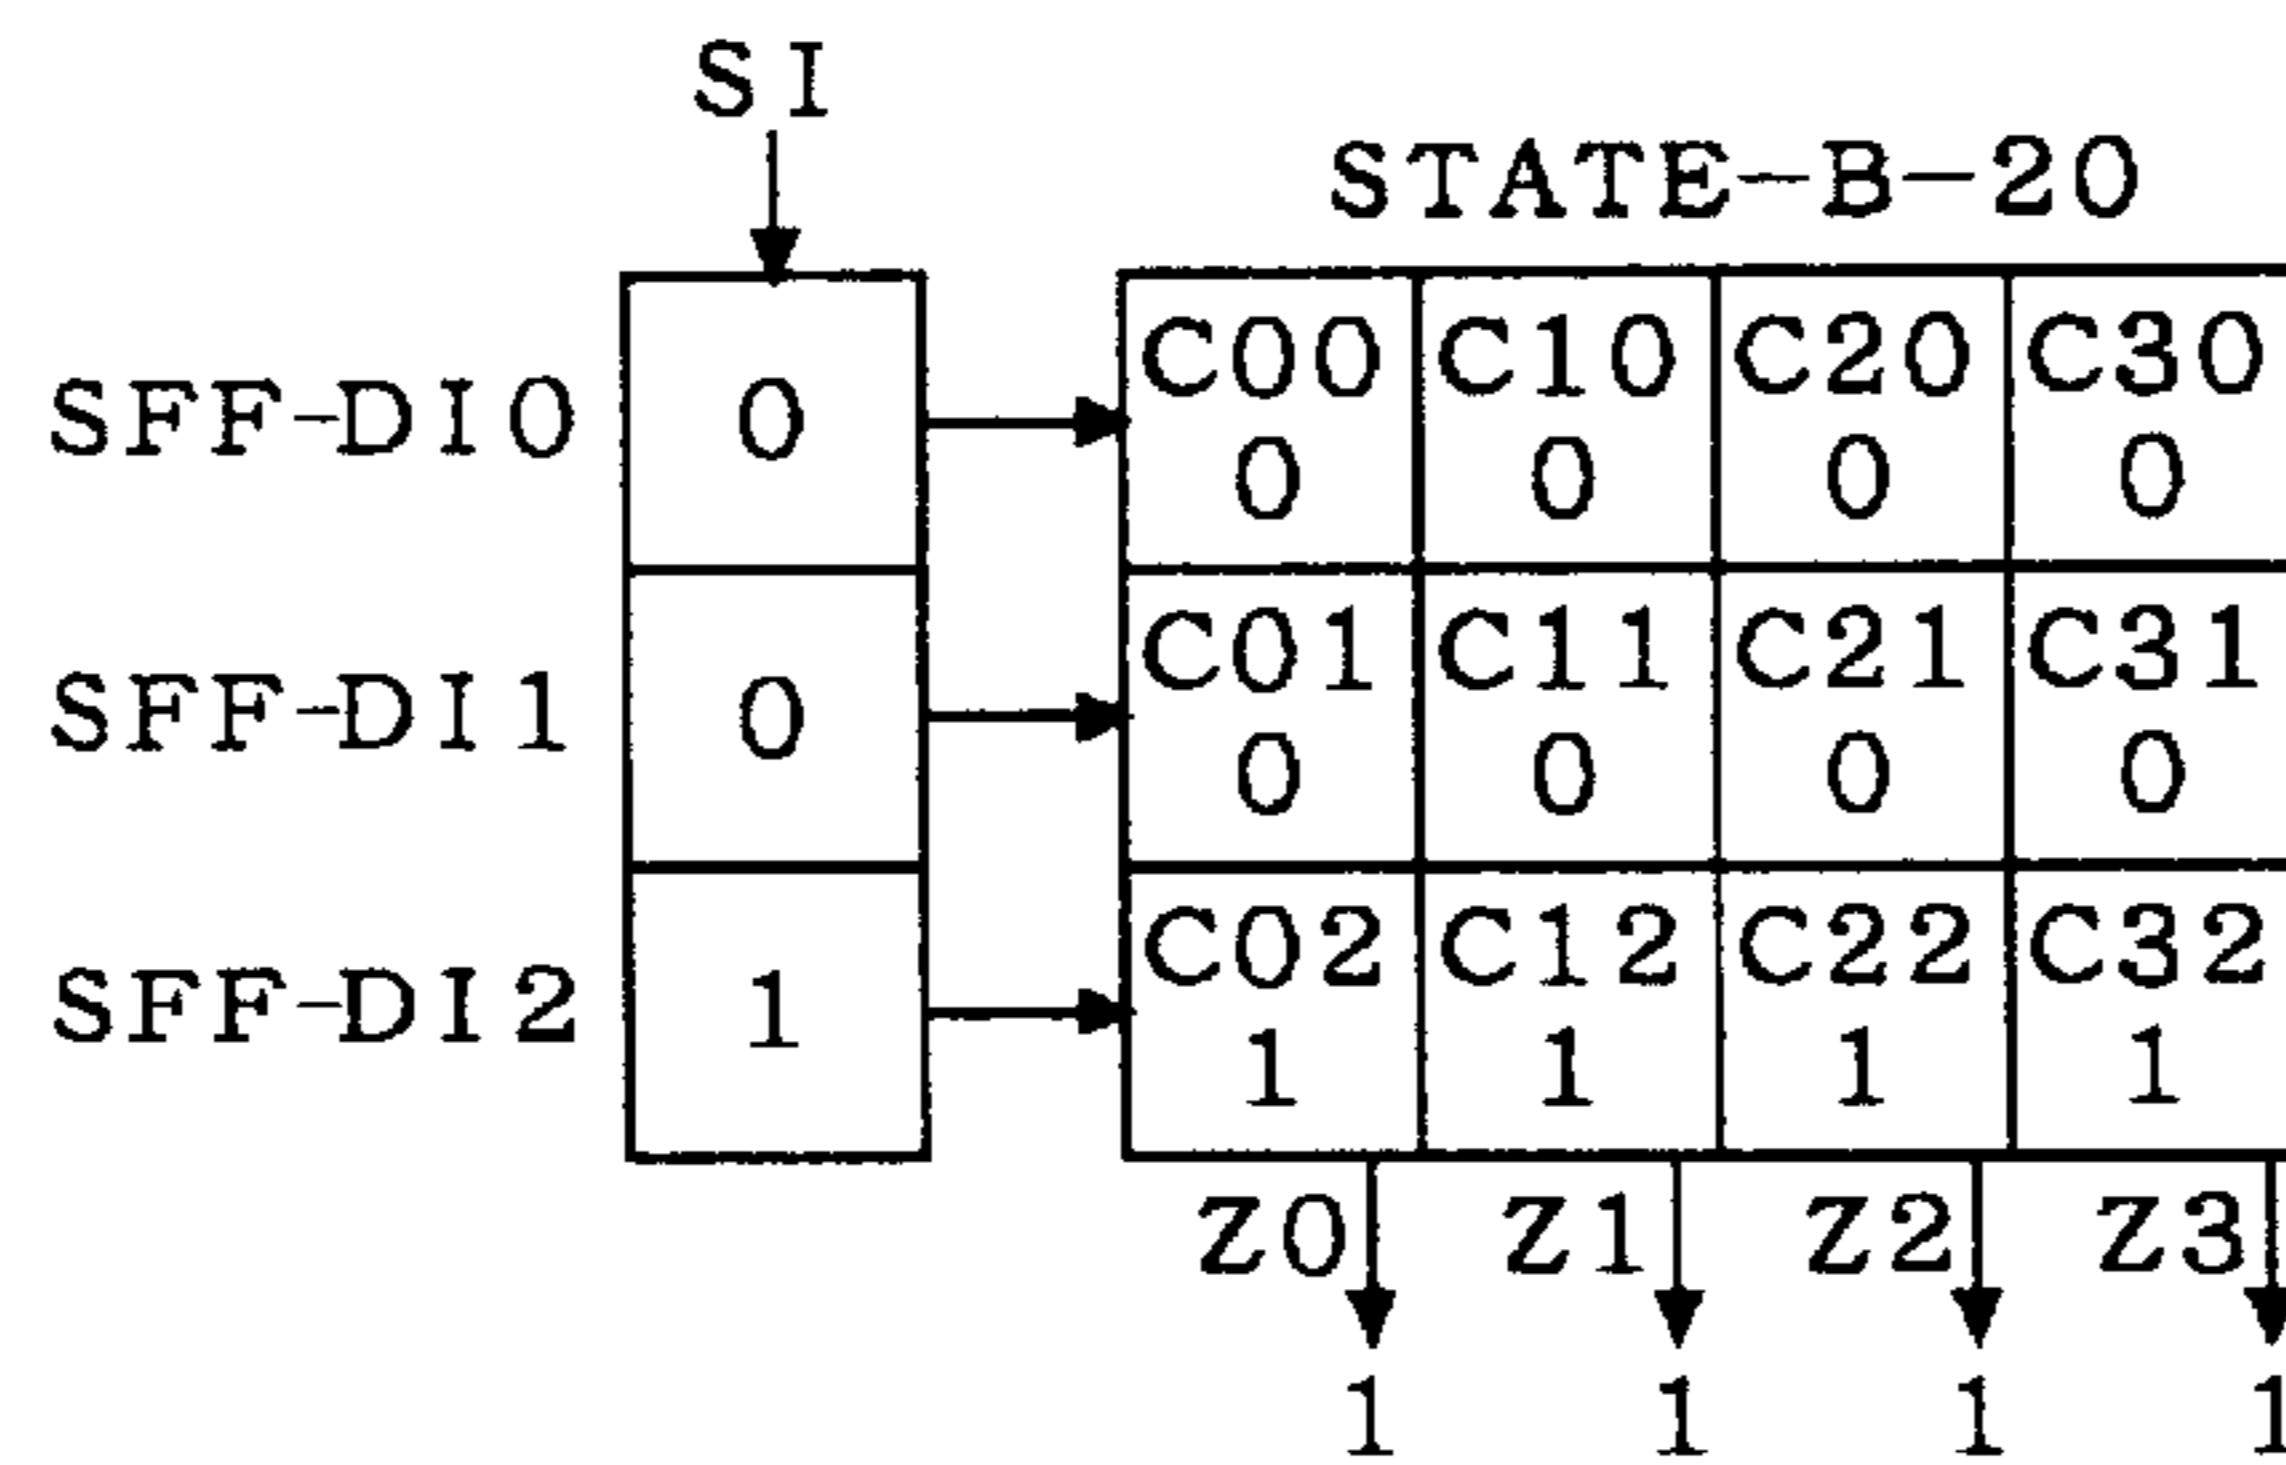 SI
STATE-B-20
SFF-DI0 0 C00 C10 C20 C30
0 0 0 0
SFF-DI1 0 C01 C11 C21 C31
0 0 0 0
SFF-DI2 1 C02 C12 C22 C32
1 1 1 1
Z0 Z1 Z2 Z3
1 1 1 1